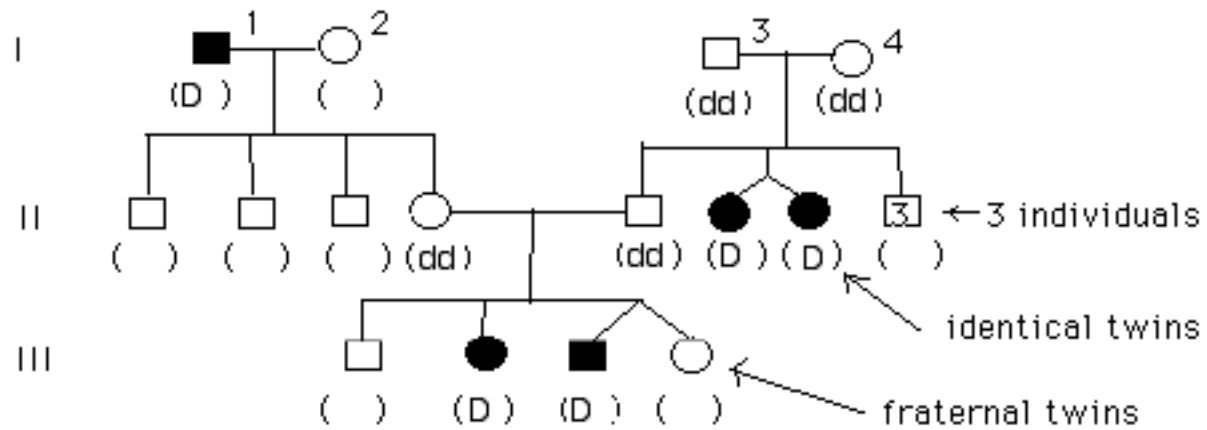 I 1 2 3 4
(D ) ( ) (dd) (dd)
II 3 ← 3 individuals
( ) ( ) ( ) (dd) (dd) (D ) ( D ) ( )
identical twins
III
( ) (D ) (D ) ( ) fraternal twins